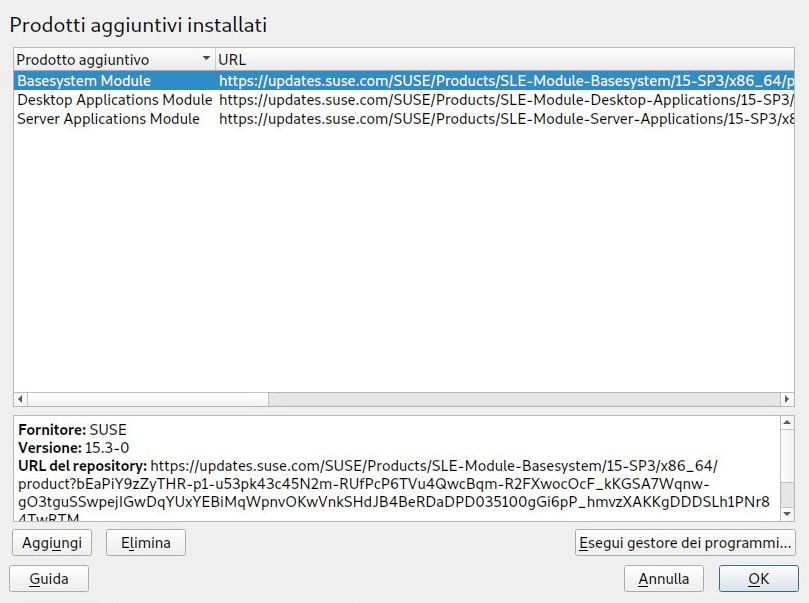 Prodotti aggiuntivi installati
Prodotto aggiuntivo URL
Basesystem Module https://updates.suse.com/SUSE/Products/SLE-Module-Basesystem/15-SP3/x86_64/p
Desktop Applications Module https://updates.suse.com/SUSE/Products/SLE-Module-Desktop-Applications/15-SP3/
Server Applications Module https://updates.suse.com/SUSE/Products/SLE-Module-Server-Applications/15-SP3/x8
Fornitore: SUSE
Versione: 15.3-0
URL del repository: https://updates.suse.com/SUSE/Products/SLE-Module-Basesystem/15-SP3/x86_64/
product?bEaPiY9zZyTHR-p1-u53pk43c45N2m-RUfPcP6TVu4QwcBqm-R2FXwocOcF_kKGSA7Wqnw-
gO3tguSSwpejIGwDqYUxYEBiMqWpnvOKwVnkSHdJB4BeRDaDPD035100gGi6pP_hmvzXAKKgDDDSLh1PNr8
4TwRTM
Aggiungi Elimina Esegui gestore dei programmi...
Guida Annulla OK